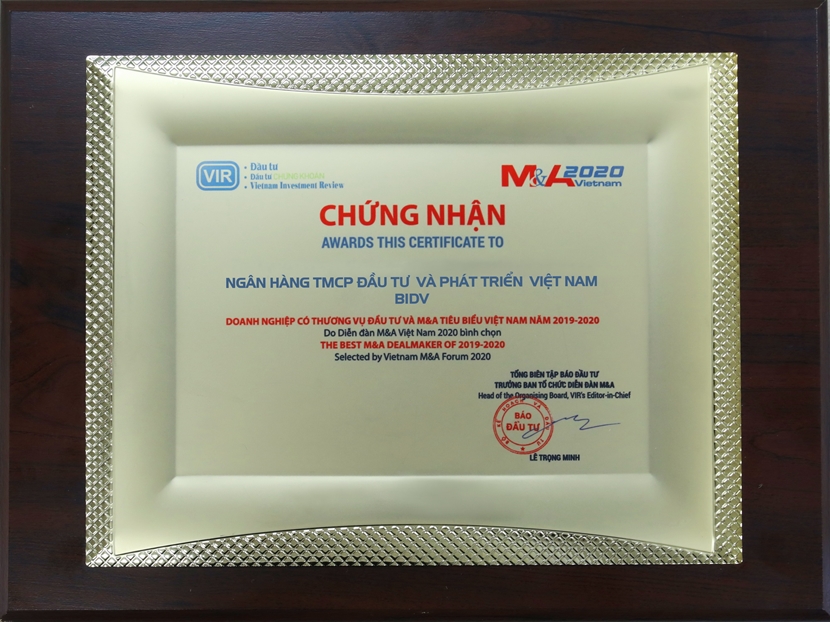 VIR
• Đầu tư
• Đầu tư CHỨNG KHOÁN
• Vietnam Investment Review
M&A 2020
Vietnam
CHỨNG NHẬN
AWARDS THIS CERTIFICATE TO
NGÂN HÀNG TMCP ĐẦU TƯ VÀ PHÁT TRIỂN VIỆT NAM
BIDV
DOANH NGHIỆP CÓ THƯƠNG VỤ ĐẦU TƯ VÀ M&A TIÊU BIỂU VIỆT NAM NĂM 2019-2020
Do Diễn đàn M&A Việt Nam 2020 bình chọn
THE BEST M&A DEALMAKER OF 2019-2020
Selected by Vietnam M&A Forum 2020
TỔNG BIÊN TẬP BÁO ĐẦU TƯ
TRƯỞNG BAN TỔ CHỨC DIỄN ĐÀN M&A
Head of the Organising Board, VIR's Editor-in-Chief
BÁO
ĐẦU TƯ
LÊ TRỌNG MINH